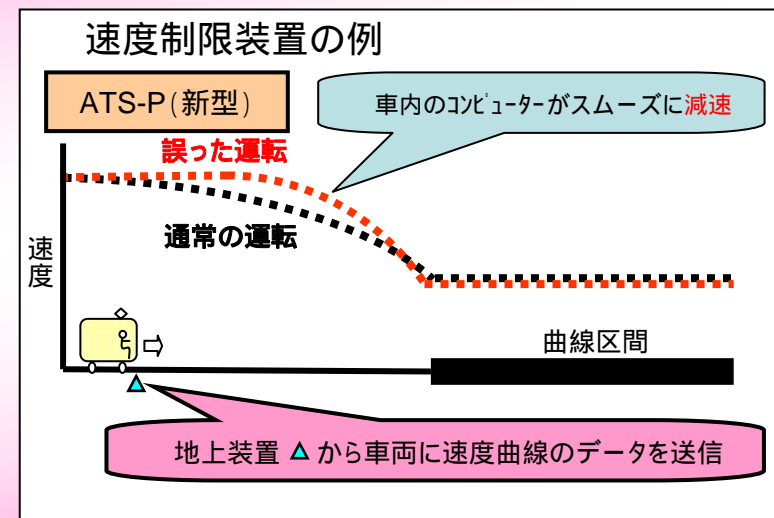 速度制限装置の例
ATS-P(新型)
車内のｺﾝﾋﾟｭｰﾀｰがスムーズに減速
誤った運転
通常の運転
速度
曲線区間
地上装置 ▲ から車両に速度曲線のデータを送信